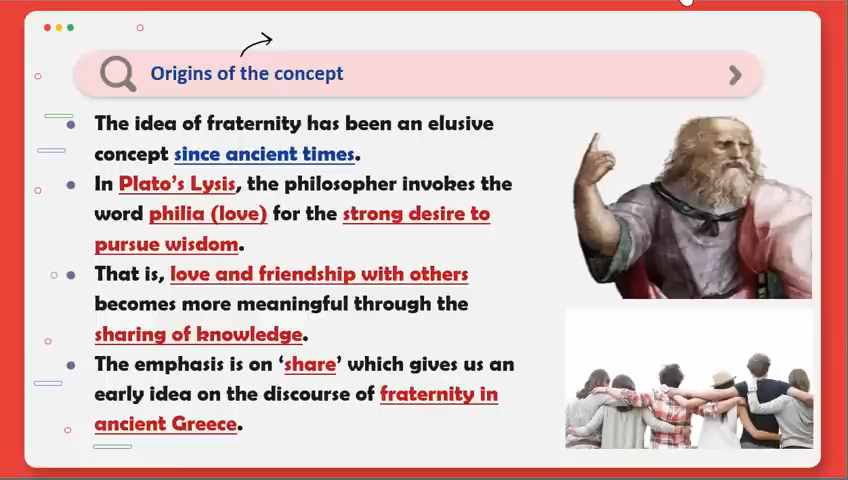 Origins of the concept
The idea of fraternity has been an elusive
concept since ancient times.
In Plato's Lysis, the philosopher invokes the
word philia (love) for the strong desire to
pursue wisdom.
That is, love and friendship with others
becomes more meaningful through the
sharing of knowledge.
The emphasis is on ‘share’ which gives us an
early idea on the discourse of fraternity in
ancient Greece.